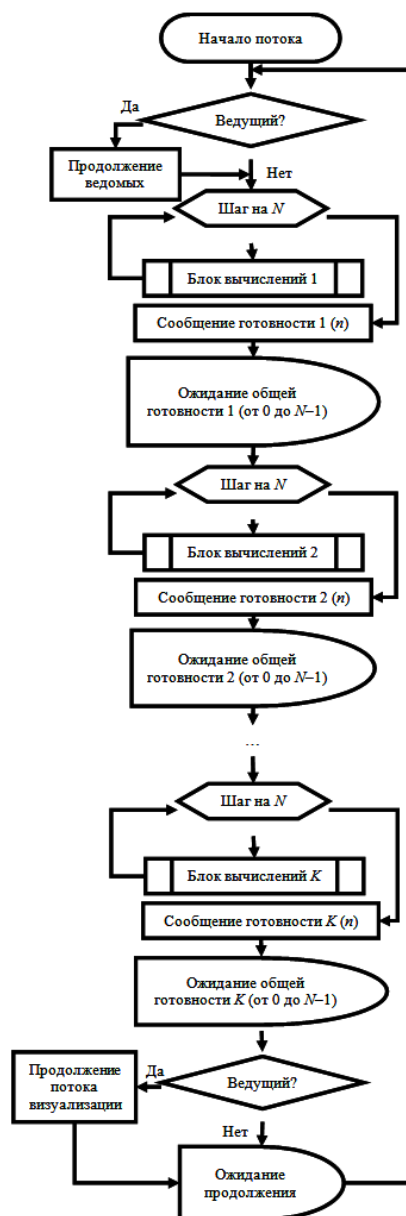 Начало потока
Да
Ведущий?
Продолжение
ведомых
Нет
Шаг на N
Блок вычислений 1
Сообщение готовности 1 (n)
Ожидание общей
готовности 1 (от 0 до N–1)
Шаг на N
Блок вычислений 2
Сообщение готовности 2 (n)
Ожидание общей
готовности 2 (от 0 до N–1)
...
Шаг на N
Блок вычислений K
Сообщение готовности K (n)
Ожидание общей
готовности K (от 0 до N–1)
Продолжение
потока
визуализации
Да
Ведущий?
Нет
Ожидание
продолжения